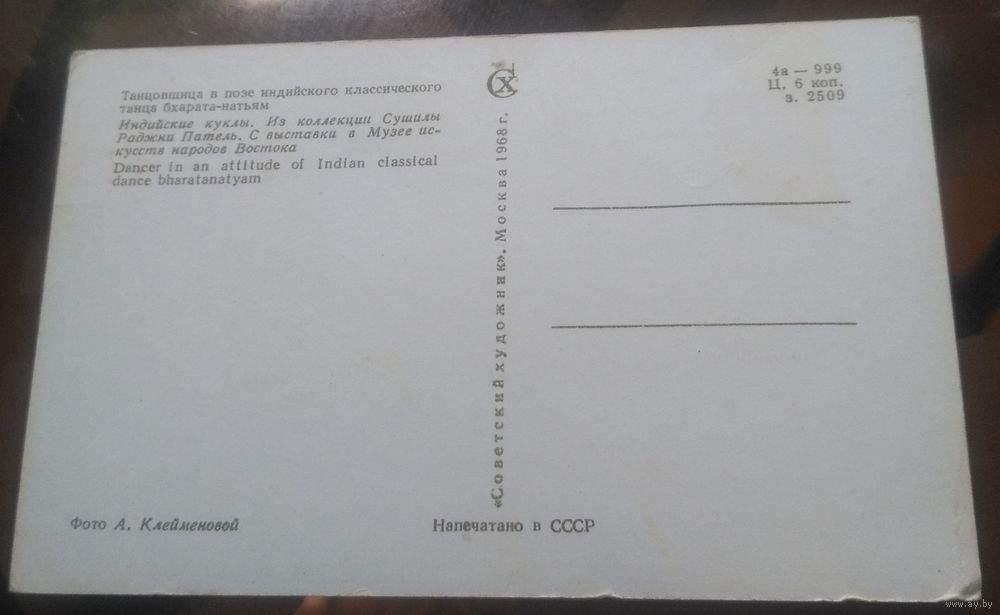 Танцовщица в позе индийского классического
танца бхарата-натьям
Индийские куклы. Из коллекции Сушилы
Раджни Патель. С выставки в Музее ис-
кусств народов Востока
Dancer in an attitude of Indian classical
dance bharatanatyam
Фото А. Клейменовой
Напечатано в СССР
«Советский художник». Москва 1968 г.
СХ
4а — 999
Ц. 6 коп.
з. 2509
www.ay.by